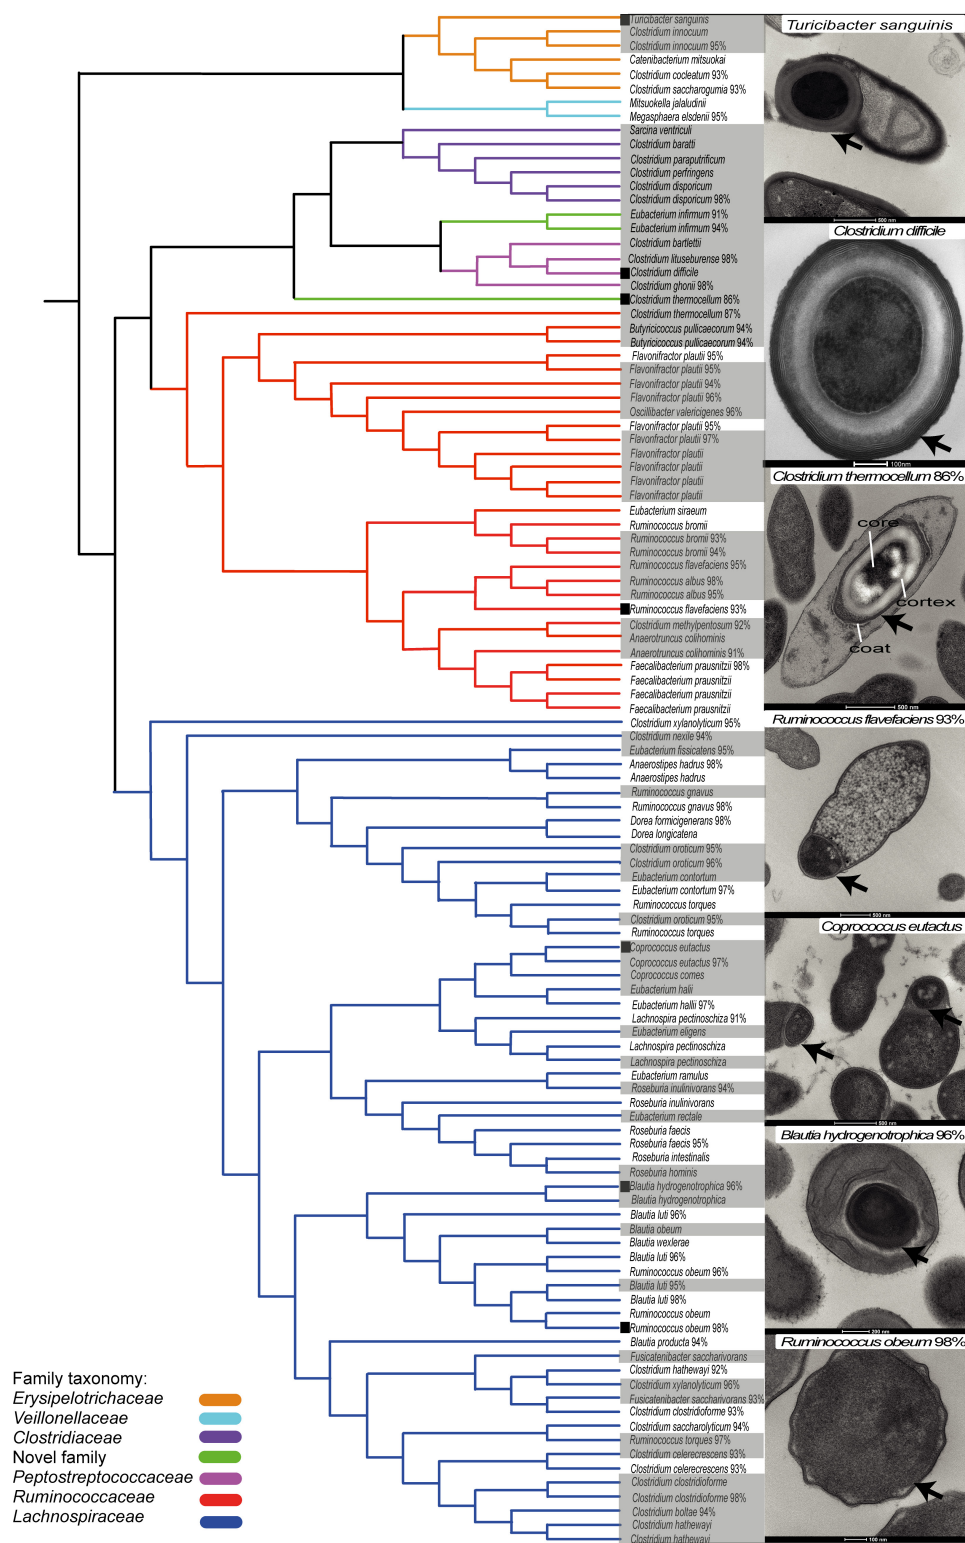 Turicibacter sanguinis
Clostridium innocuum
Clostridium innocuum 95%
Catenibacterium mitsuokai
Clostridium cocleatum 93%
Clostridium saccharogumia 93%
Mitsuokella jalaludinii
Megasphaera elsdenii 95%
Sarcina ventriculi
Clostridium baratti
Clostridium paraputrificum
Clostridium perfringens
Clostridium disporicum
Clostridium disporicum 98%
Eubacterium infirmum 91%
Eubacterium infirmum 94%
Clostridium bartlettii
Clostridium lituseburense 98%
Clostridium difficile
Clostridium ghonii 98%
Clostridium thermocellum 86%
Clostridium thermocellum 87%
Butyricicoccus pullicaecorum 94%
Butyricicoccus pullicaecorum 94%
Flavonifractor plautii 95%
Flavonifractor plautii 95%
Flavonifractor plautii 94%
Flavonifractor plautii 96%
Oscillibacter valericigenes 96%
Flavonifractor plautii 95%
Flavonfractor plautii 97%
Flavonifractor plautii
Flavonifractor plautii
Flavonifractor plautii
Flavonifractor plautii
Eubacterium siraeum
Ruminococcus bromii
Ruminococcus bromii 93%
Ruminococcus bromii 94%
Ruminococcus flavefaciens 95%
Ruminococcus albus 98%
Ruminococcus albus 95%
Ruminococcus flavefaciens 93%
Clostridium methylpentosum 92%
Anaerotruncus colihominis
Anaerotruncus colihominis 91%
Faecalibacterium prausnitzii 98%
Faecalibacterium prausnitzii
Faecalibacterium prausnitzii
Faecalibacterium prausnitzii
Clostridium xylanolyticum 95%
Clostridium nexile 94%
Eubacterium fissicatens 95%
Anaerostipes hadrus 98%
Anaerostipes hadrus
Ruminococcus gnavus
Ruminococcus gnavus 98%
Dorea formicigenerans 98%
Dorea longicatena
Clostridium oroticum 95%
Clostridium oroticum 96%
Eubacterium contortum
Eubacterium contortum 97%
Ruminococcus torques
Clostridium oroticum 95%
Ruminococcus torques
Coprococcus eutactus
Coprococcus eutactus 97%
Coprococcus comes
Eubacterium halii
Eubacterium hallii 97%
Lachnospira pectinoschiza 91%
Eubacterium eligens
Lachnospira pectinoschiza
Lachnospira pectinoschiza
Eubacterium ramulus
Roseburia inulinivorans 94%
Roseburia inulinivorans
Eubacterium rectale
Roseburia faecis
Roseburia faecis 95%
Roseburia intestinalis
Roseburia hominis
Blautia hydrogenotrophica 96%
Blautia hydrogenotrophica
Blautia luti 96%
Blautia obeum
Blautia wexlerae
Blautia luti 96%
Ruminococcus obeum 96%
Blautia luti 95%
Blautia luti 98%
Ruminococcus obeum
Ruminococcus obeum 98%
Blautia producta 94%
Fusicatenibacter saccharivorans
Clostridium hathewayi 92%
Clostridium xylanolyticum 96%
Fusicatenibacter saccharivorans 93%
Clostridium clostridioforme 93%
Clostridium saccharolyticum 94%
Ruminococcus torques 97%
Clostridium celerecrescens 93%
Clostridium celerecrescens 93%
Clostridium clostridioforme
Clostridium clostridioforme 98%
Clostridium boltae 94%
Clostridium hathewayi
Clostridium hathewayi
Turicibacter sanguinis
500 nm
Clostridium difficile
100nm
Clostridium thermocellum 86%
core
cortex
coat
500 nm
Ruminococcus flavefaciens 93%
500 nm
Coprococcus eutactus
500 nm
Blautia hydrogenotrophica 96%
200 nm
Ruminococcus obeum 98%
100 nm
Family taxonomy:
Erysipelotrichaceae
Veillonellaceae
Clostridiaceae
Novel family
Peptostreptococcaceae
Ruminococcaceae
Lachnospiraceae